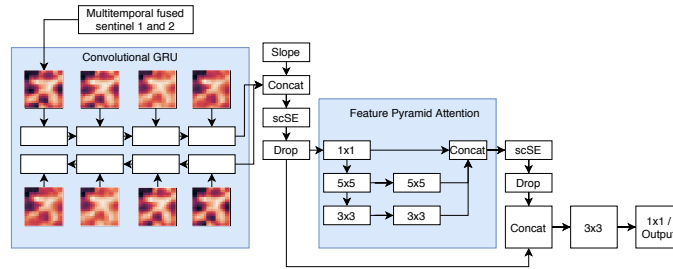 Multitemporal fused
sentinel 1 and 2
Convolutional GRU
Slope
Concat
scSE
Drop
Feature Pyramid Attention
1x1
Concat
5x5
5x5
3x3
3x3
scSE
Drop
Concat
3x3
1x1 /
Output